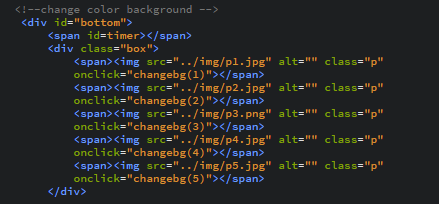 <!--change color background -->
<div id="bottom">
<span id=timer></span>
<div class="box">
<span><img src="../img/p1.jpg" alt="" class="p"
onclick="changebg(1)"></span>
<span><img src="../img/p2.jpg" alt="" class="p"
onclick="changebg(2)"></span>
<span><img src="../img/p3.png" alt="" class="p"
onclick="changebg(3)"></span>
<span><img src="../img/p4.jpg" alt="" class="p"
onclick="changebg(4)"></span>
<span><img src="../img/p5.jpg" alt="" class="p"
onclick="changebg(5)"></span>
</div>